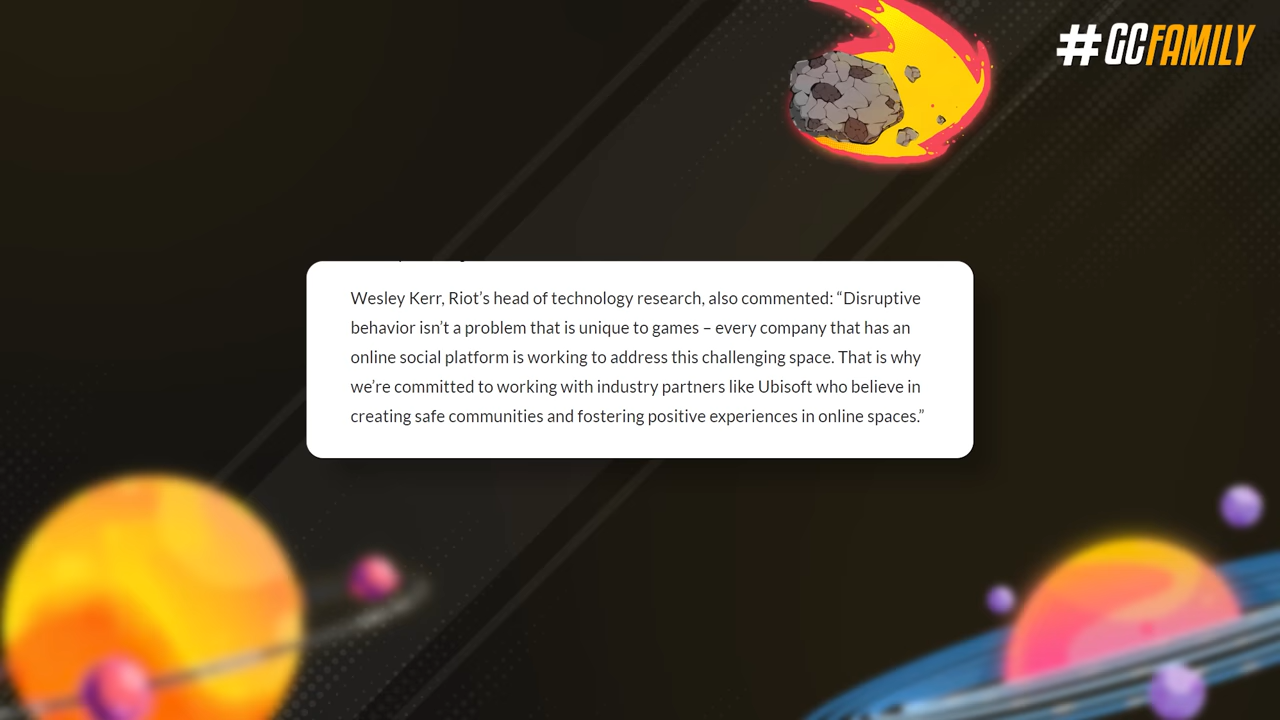 #GCFAMILY
Wesley Kerr, Riot’s head of technology research, also commented: “Disruptive
behavior isn’t a problem that is unique to games – every company that has an
online social platform is working to address this challenging space. That is why
we’re committed to working with industry partners like Ubisoft who believe in
creating safe communities and fostering positive experiences in online spaces.”